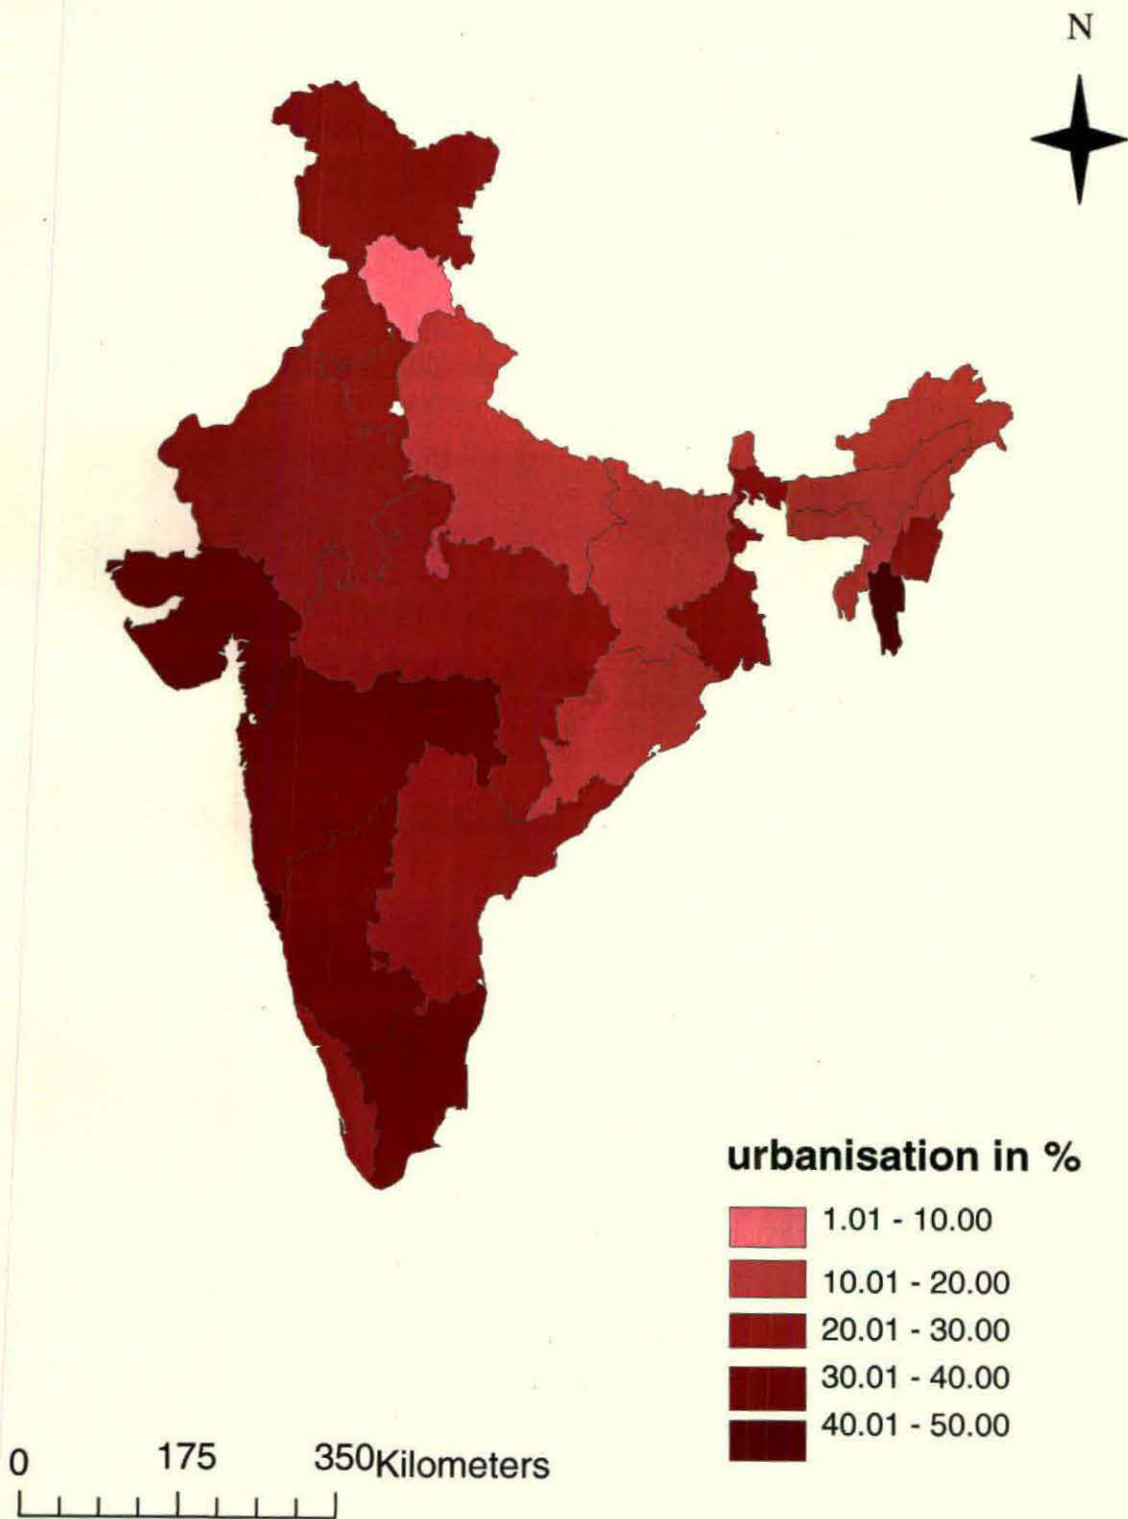 N
urbanisation in %
1.01 - 10.00
10.01 - 20.00
20.01 - 30.00
30.01 - 40.00
40.01 - 50.00
0 175 350Kilometers